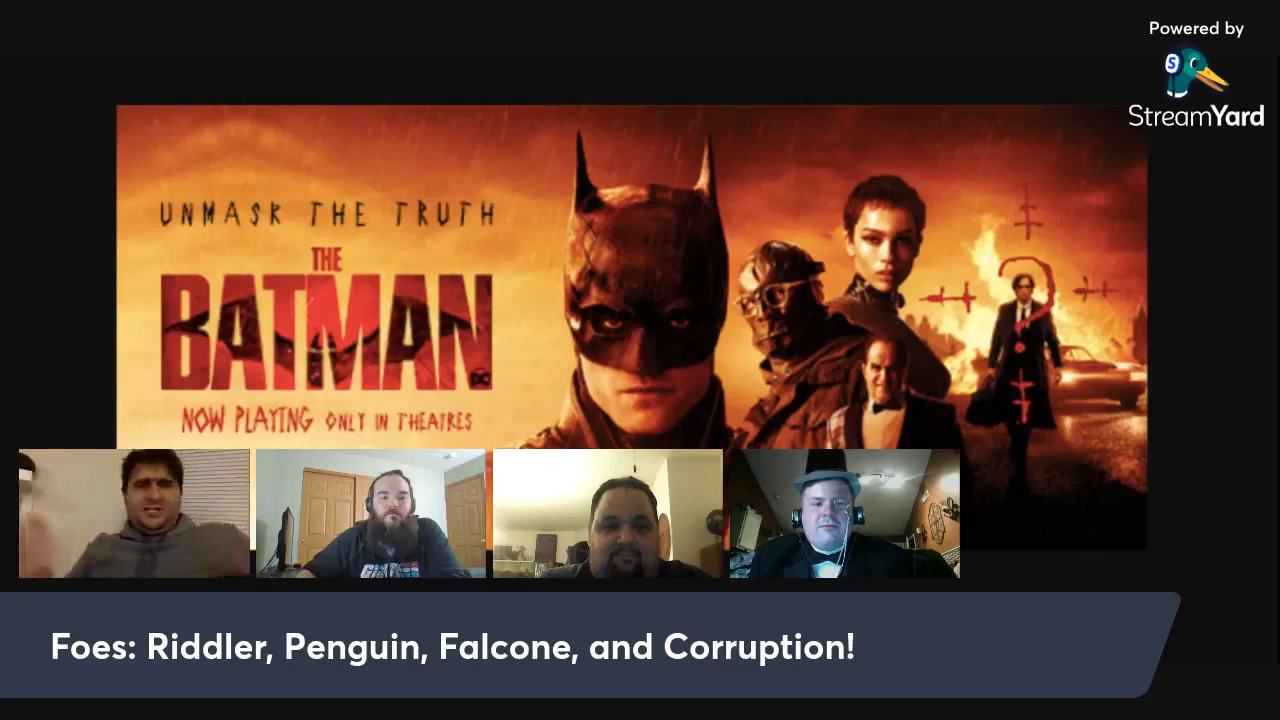 Powered by
S
StreamYard
UNMASK THE TRUTH
THE
BATMAN
DC
NOW PLAYING ONLY IN THEATRES
Foes: Riddler, Penguin, Falcone, and Corruption!